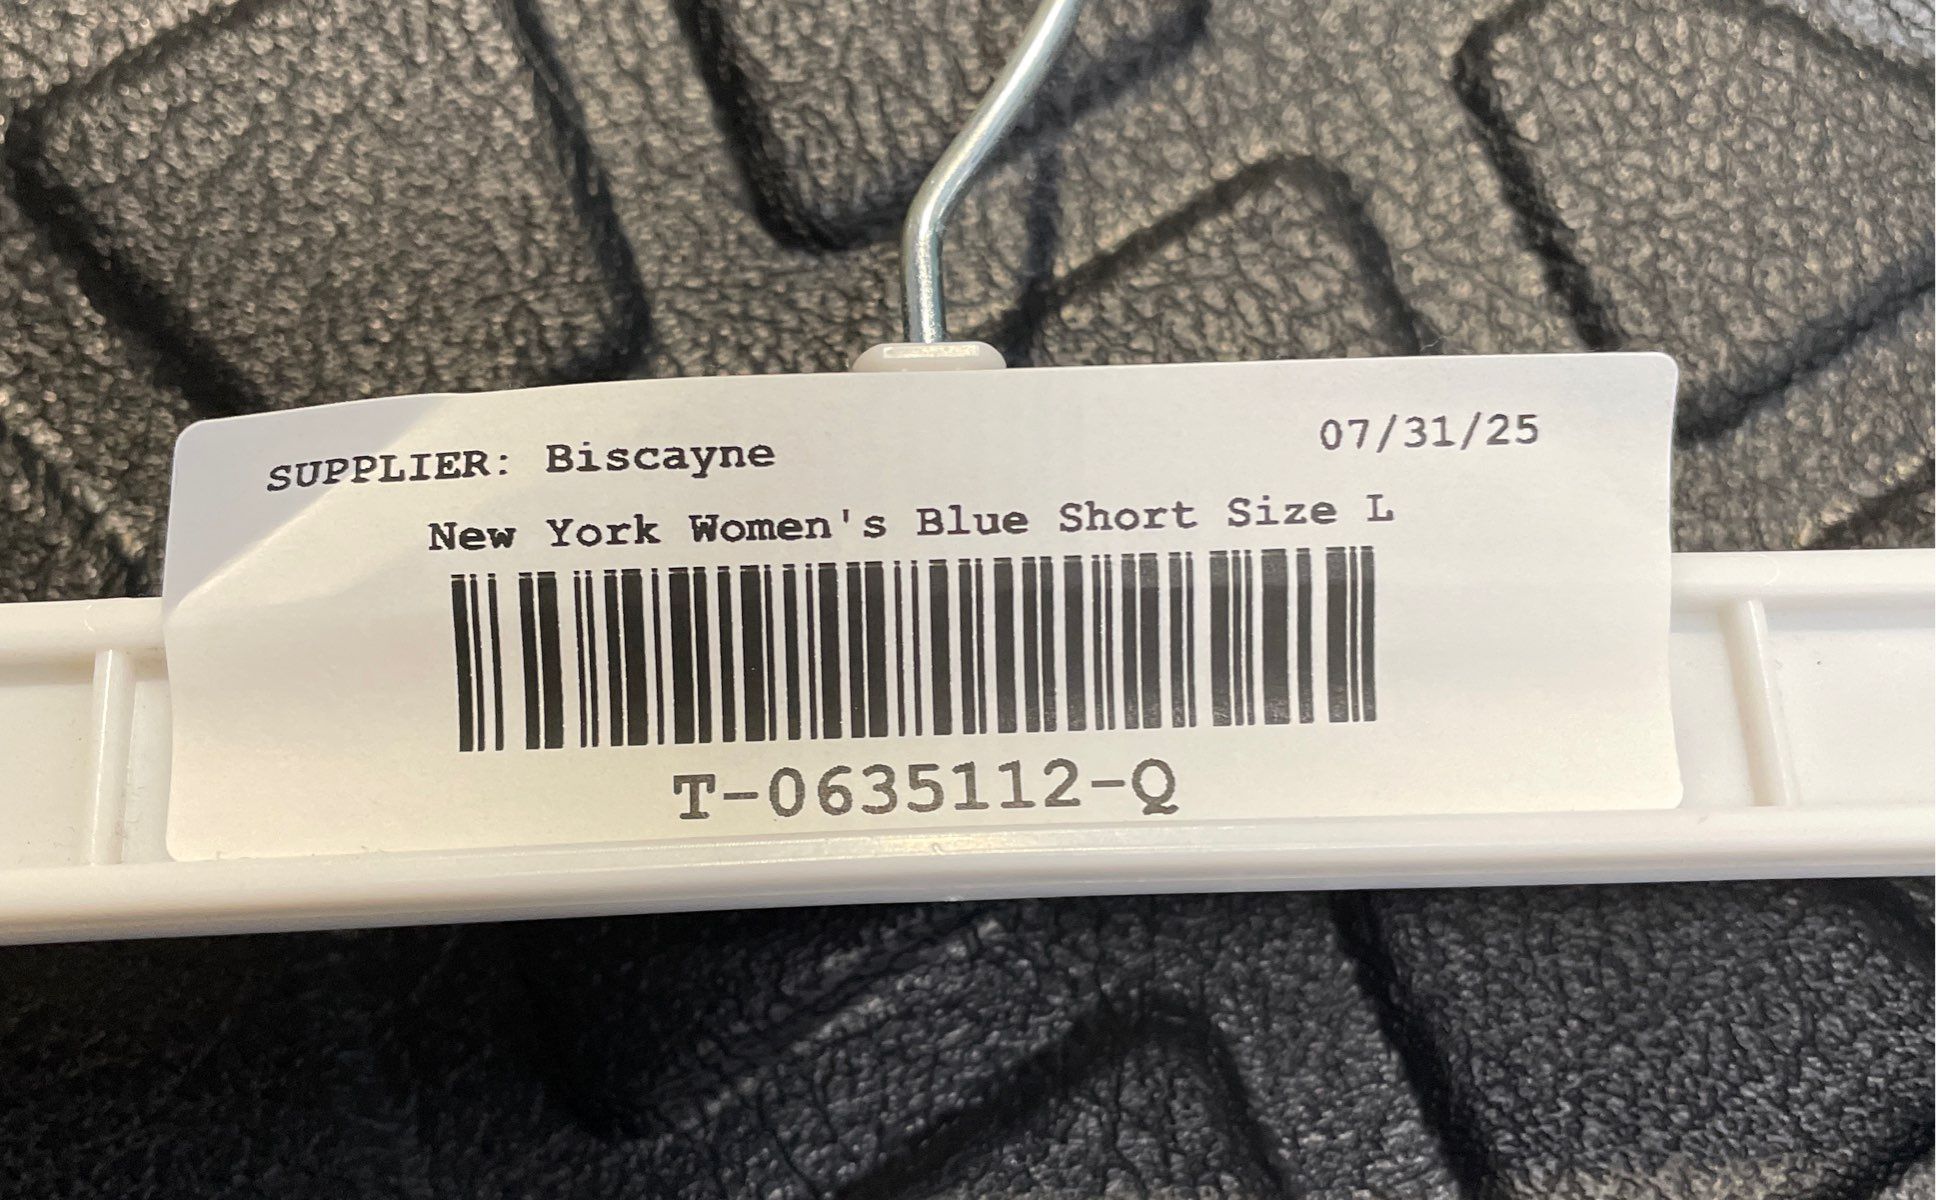 SUPPLIER: Biscayne 07/31/25
New York Women's Blue Short Size L
T-0635112-Q